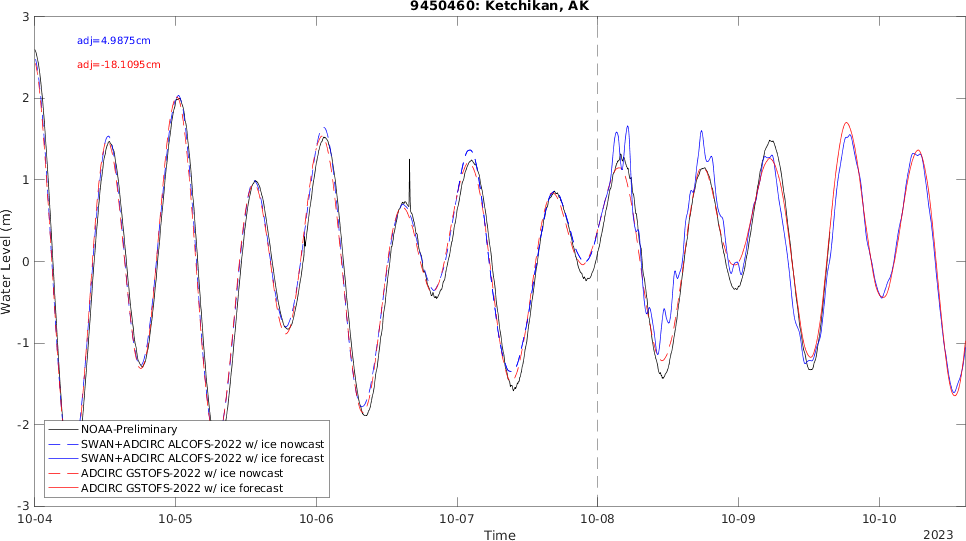 9450460: Ketchikan, AK
adj=4.9875cm
adj=-18.1095cm
Water Level (m)
3
2
1
0
-1
-2
-3
NOAA-Preliminary
SWAN+ADCIRC ALCOFS-2022 w/ ice nowcast
SWAN+ADCIRC ALCOFS-2022 w/ ice forecast
ADCIRC GSTOFS-2022 w/ ice nowcast
ADCIRC GSTOFS-2022 w/ ice forecast
10-04 10-05 10-06 10-07 10-08 10-09 10-10
Time
2023